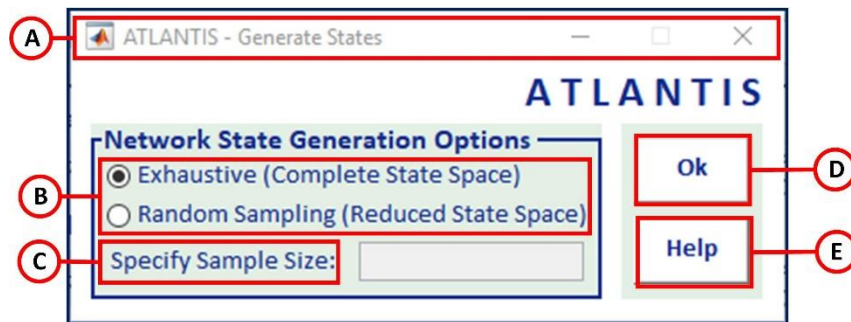 A
ATLANTIS - Generate States
ATLANTIS
Network State Generation Options
B
Exhaustive (Complete State Space)
Random Sampling (Reduced State Space)
C
Specify Sample Size:
Ok
D
Help
E